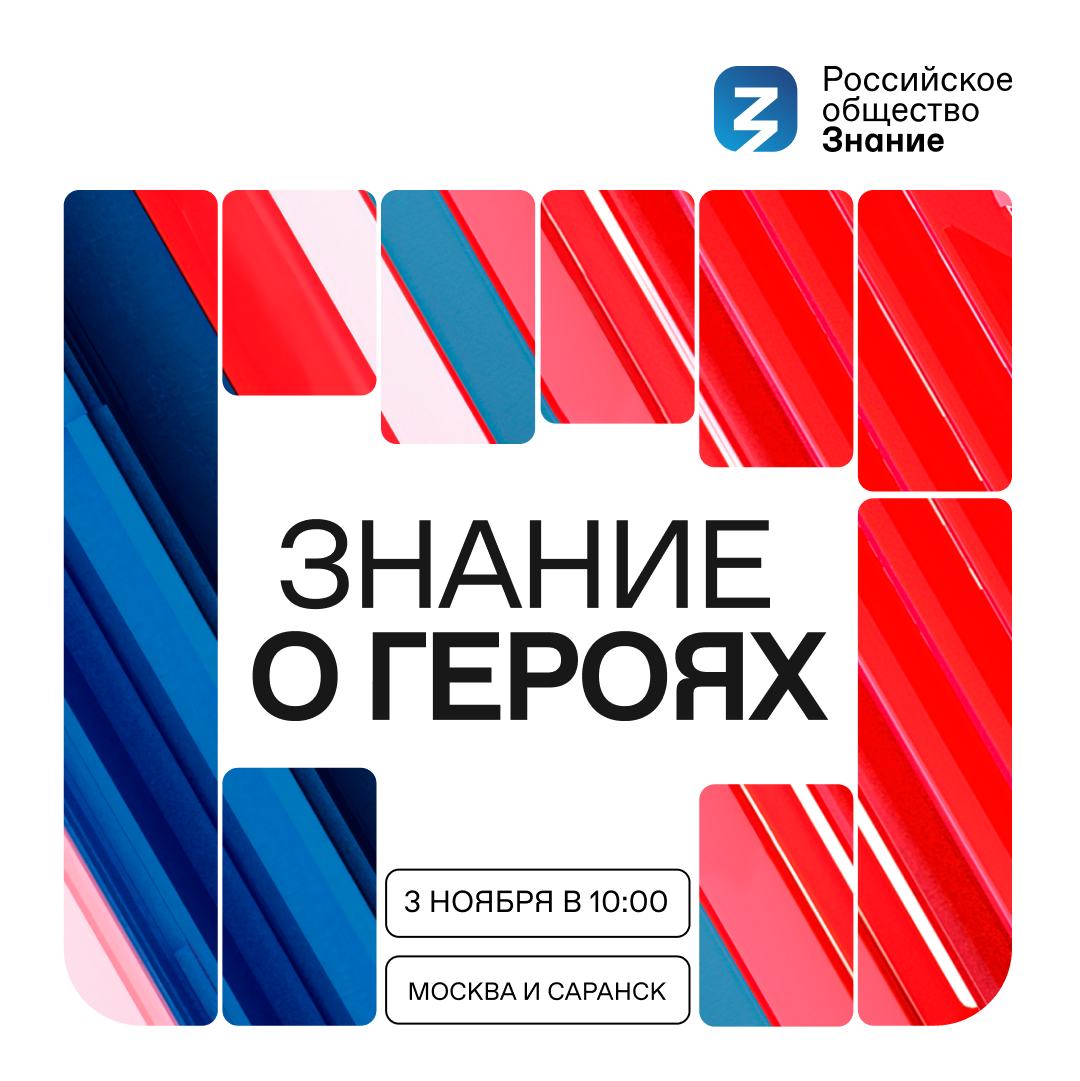 Российское
общество
Знание
ЗНАНИЕ
О ГЕРОЯХ
3 НОЯБРЯ В 10:00
МОСКВА И САРАНСК